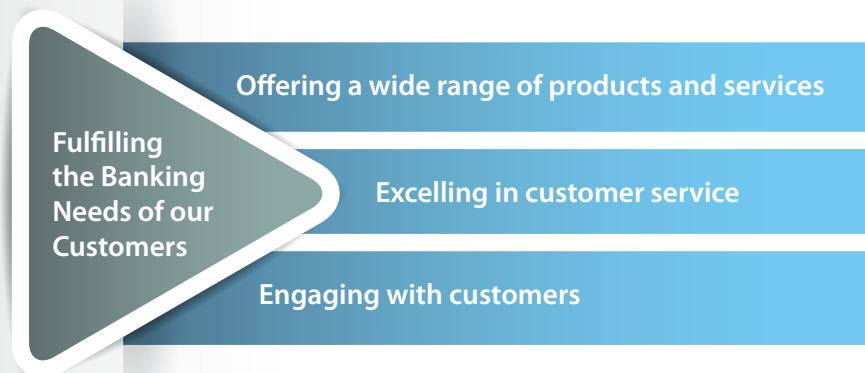 Fulfilling
the Banking
Needs of our
Customers
Offering a wide range of products and services
Excelling in customer service
Engaging with customers